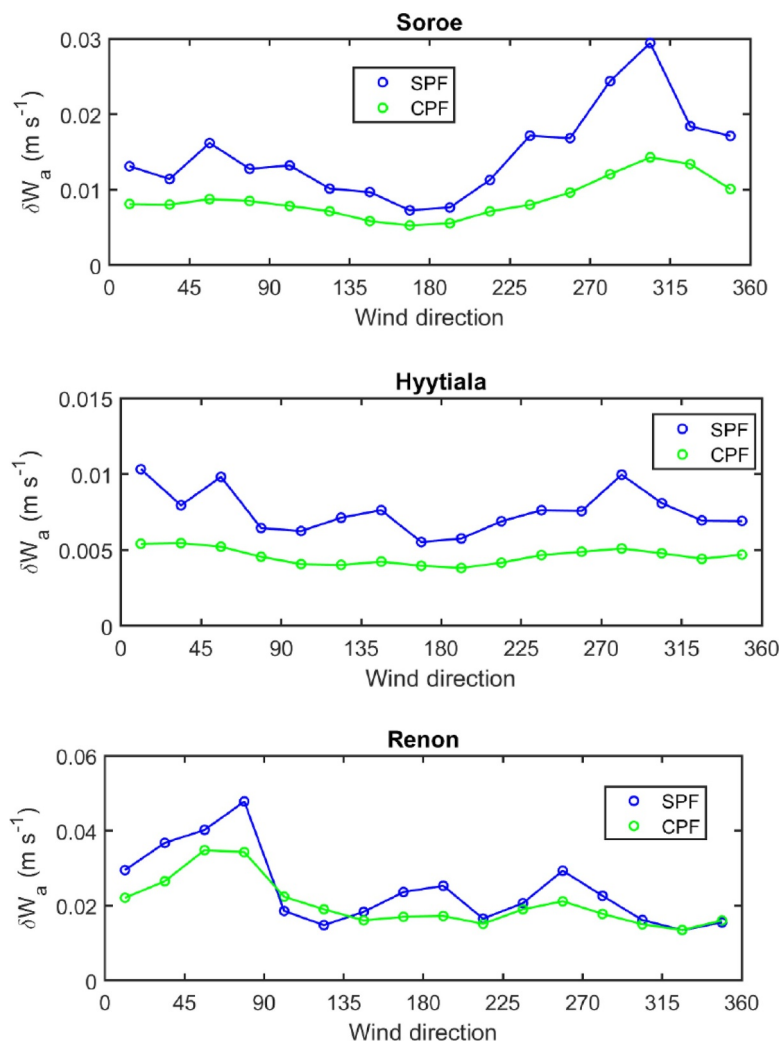 Soroe
0.03
0.02
0.01
0
δWₐ (m s⁻¹)
SPF
CPF
0 45 90 135 180 225 270 315 360
Wind direction
Hyytiala
0.015
0.01
0.005
0
δWₐ (m s⁻¹)
SPF
CPF
0 45 90 135 180 225 270 315 360
Wind direction
Renon
0.06
0.04
0.02
0
δWₐ (m s⁻¹)
SPF
CPF
0 45 90 135 180 225 270 315 360
Wind direction